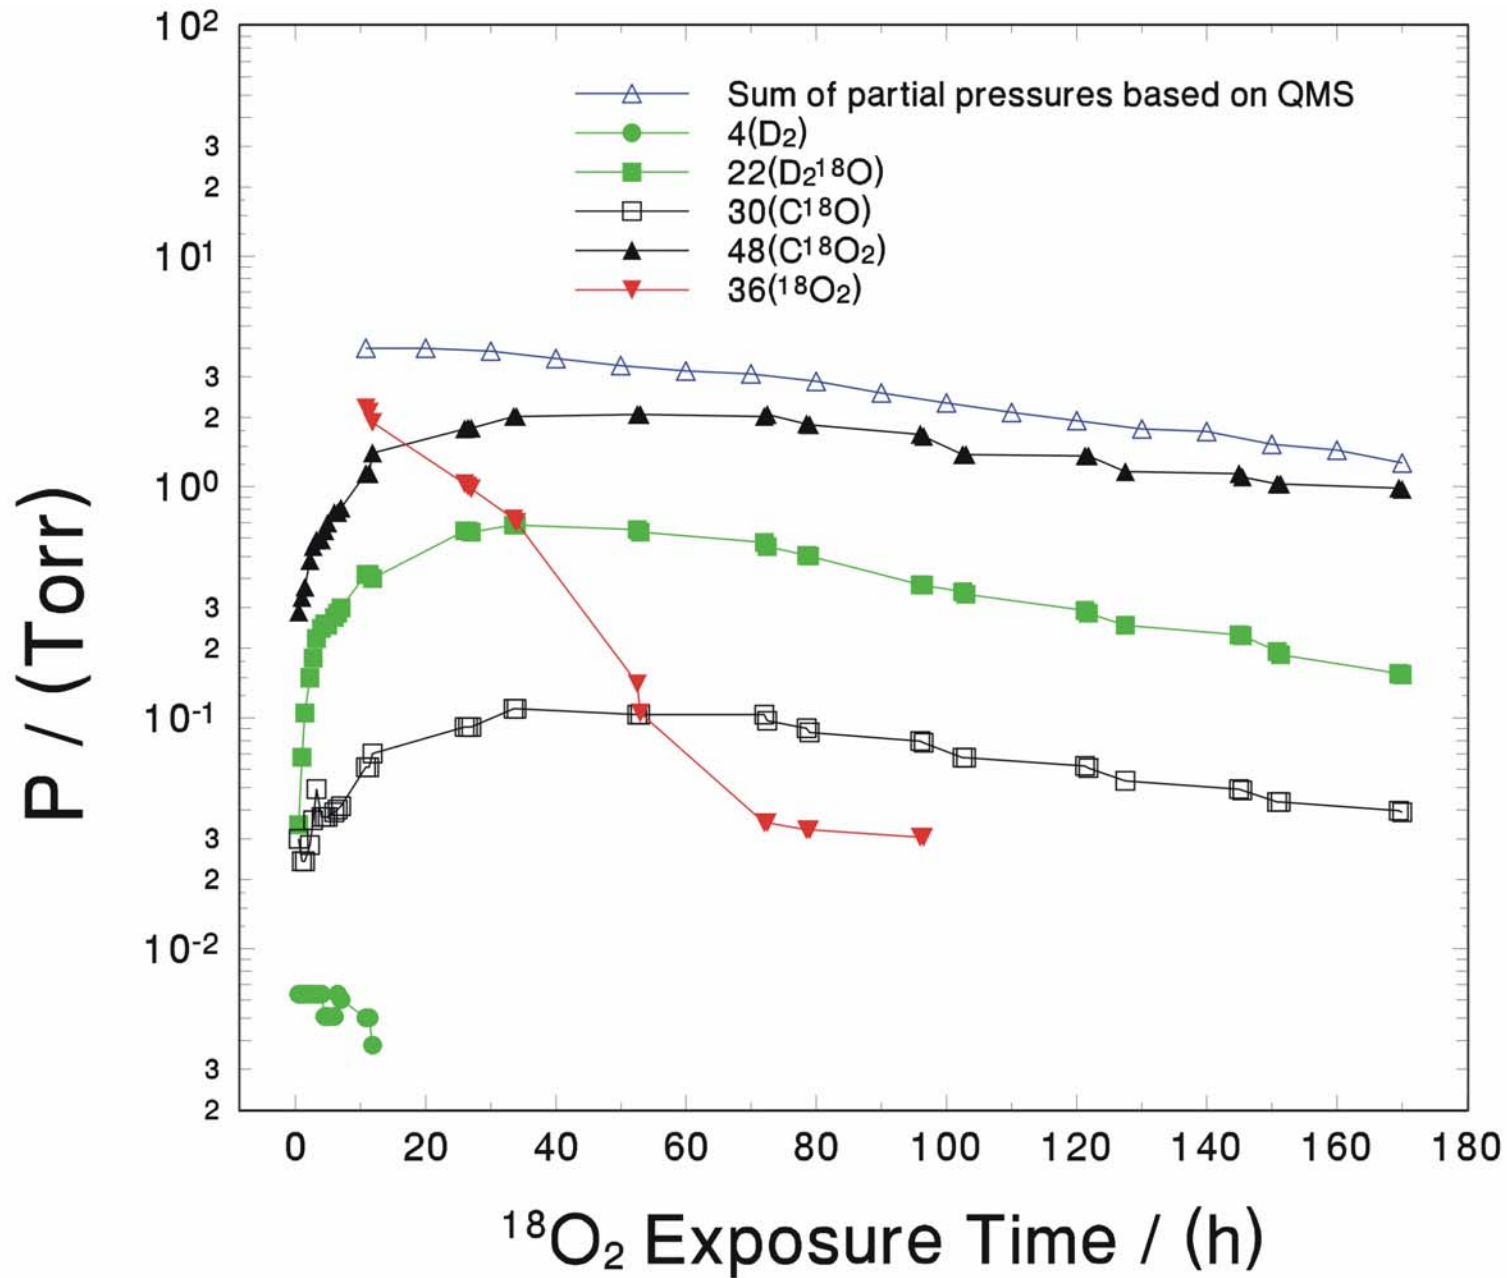 10²
Sum of partial pressures based on QMS
4(D₂)
3
22(D₂¹⁸O)
2
30(C¹⁸O)
10¹
48(C¹⁸O₂)
36(¹⁸O₂)
3
2
10⁰
P / (Torr)
3
2
10⁻¹
3
2
10⁻²
3
2
0 20 40 60 80 100 120 140 160 180
¹⁸O₂ Exposure Time / (h)